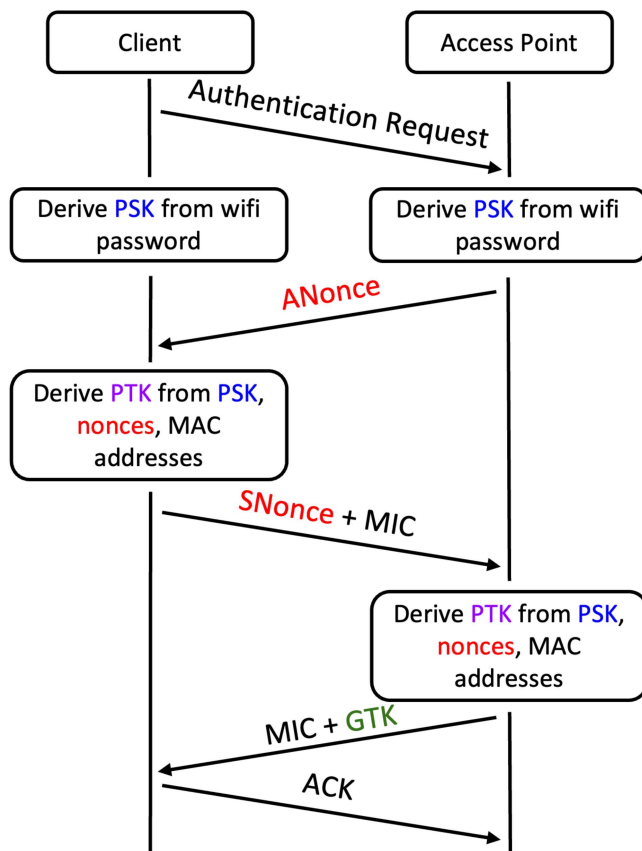 Client
Access Point
Authentication Request
Derive PSK from wifi
password
Derive PSK from wifi
password
ANonce
Derive PTK from PSK,
nonces, MAC
addresses
SNonce + MIC
Derive PTK from PSK,
nonces, MAC
addresses
MIC + GTK
ACK